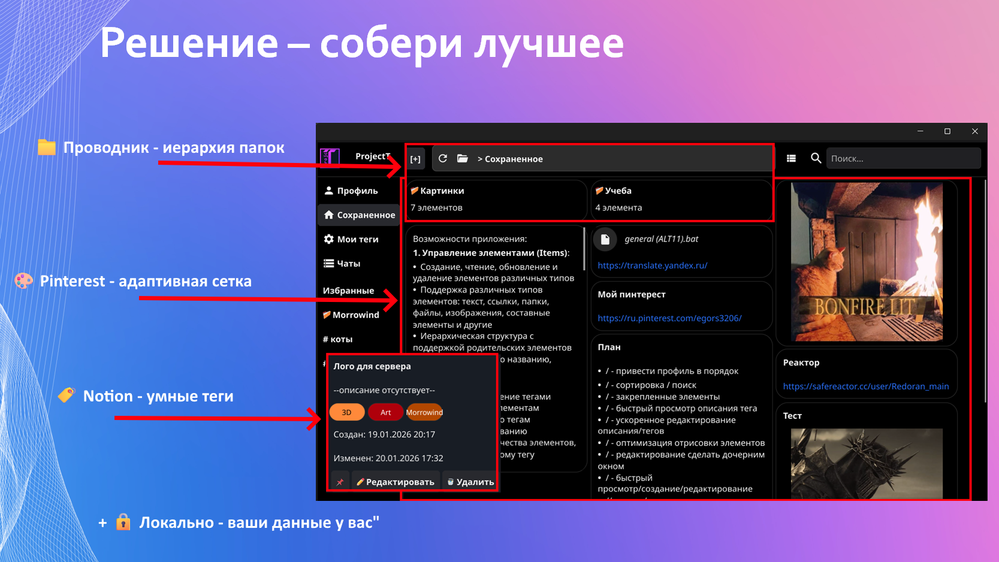 Решение – собери лучшее
📁 Проводник - иерархия папок
🎨 Pinterest - адаптивная сетка
🏷️ Notion - умные теги
+ 🔒 Локально - ваши данные у вас"
ProjectT
[+]
> Сохраненное
Поиск...
Профиль
Сохраненное
Мои теги
Чаты
Избранные
Morrowind
# коты
#
Картинки
7 элементов
Учеба
4 элемента
Возможности приложения:
1. Управление элементами (Items):
• Создание, чтение, обновление и
удаление элементов различных типов
• Поддержка различных типов
элементов: текст, ссылки, папки,
файлы, изображения, составные
элементы и другие
• Иерархическая структура с
поддержкой родительских элементов
о названию,
ение тегами
лементам
о тегам
ванию
чества элементов,
ому тегу
Лого для сервера
--описание отсутствует--
3D
Art
Morrowind
Создан: 19.01.2026 20:17
Изменен: 20.01.2026 17:32
Редактировать
Удалить
general (ALT11).bat
https://translate.yandex.ru/
Мой пинтерест
https://ru.pinterest.com/egors3206/
План
• / - привести профиль в порядок
• / - сортировка / поиск
• / - закрепленные элементы
• / - быстрый просмотр описания тега
• / - ускоренное редактирование
описания/тегов
• / - оптимизация отрисовки элементов
• / - редактирование сделать дочерним
окном
• / - быстрый
просмотр/создание/редактирование
BONFIRE LIT
Реактор
https://safereactor.cc/user/Redoran_main
Тест